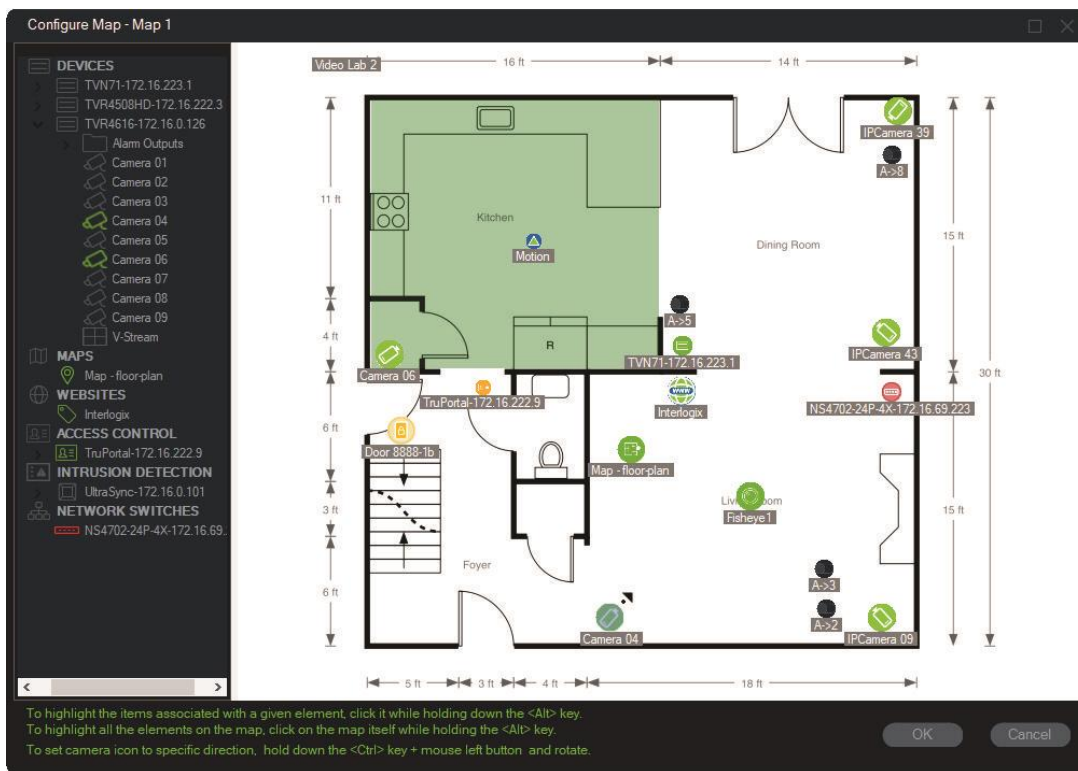 Configure Map - Map 1
DEVICES
TVN71-172.16.223.1
TVR4508HD-172.16.222.3
TVR4616-172.16.0.126
Alarm Outputs
Camera 01
Camera 02
Camera 03
Camera 04
Camera 05
Camera 06
Camera 07
Camera 08
Camera 09
V-Stream
MAPS
Map - floor-plan
WEBSITES
Interlogix
ACCESS CONTROL
TruPortal-172.16.222.9
INTRUSION DETECTION
UltraSync-172.16.0.101
NETWORK SWITCHES
NS4702-24P-4X-172.16.69..
Video Lab 2
16 ft
14 ft
IPCamera 39
A->8
11 ft
Kitchen
Motion
Dining Room
15 ft
A->5
4 ft
R
TVN71-172.16.223.1
IPCamera 43
Camera 06
30 ft
TruPortal-172.16.222.9
WWW
Interlogix
NS4702-24P-4X-172.16.69.223
6 ft
Door 8888-1b
Map - floor-plan
Living Room
Fisheye1
3 ft
15 ft
Foyer
A->3
6 ft
A->2
Camera 04
IPCamera 09
5 ft
3 ft
4 ft
18 ft
To highlight the items associated with a given element, click it while holding down the <Alt> key.
To highlight all the elements on the map, click on the map itself while holding the <Alt> key.
To set camera icon to specific direction, hold down the <Ctrl> key + mouse left button and rotate.
OK
Cancel